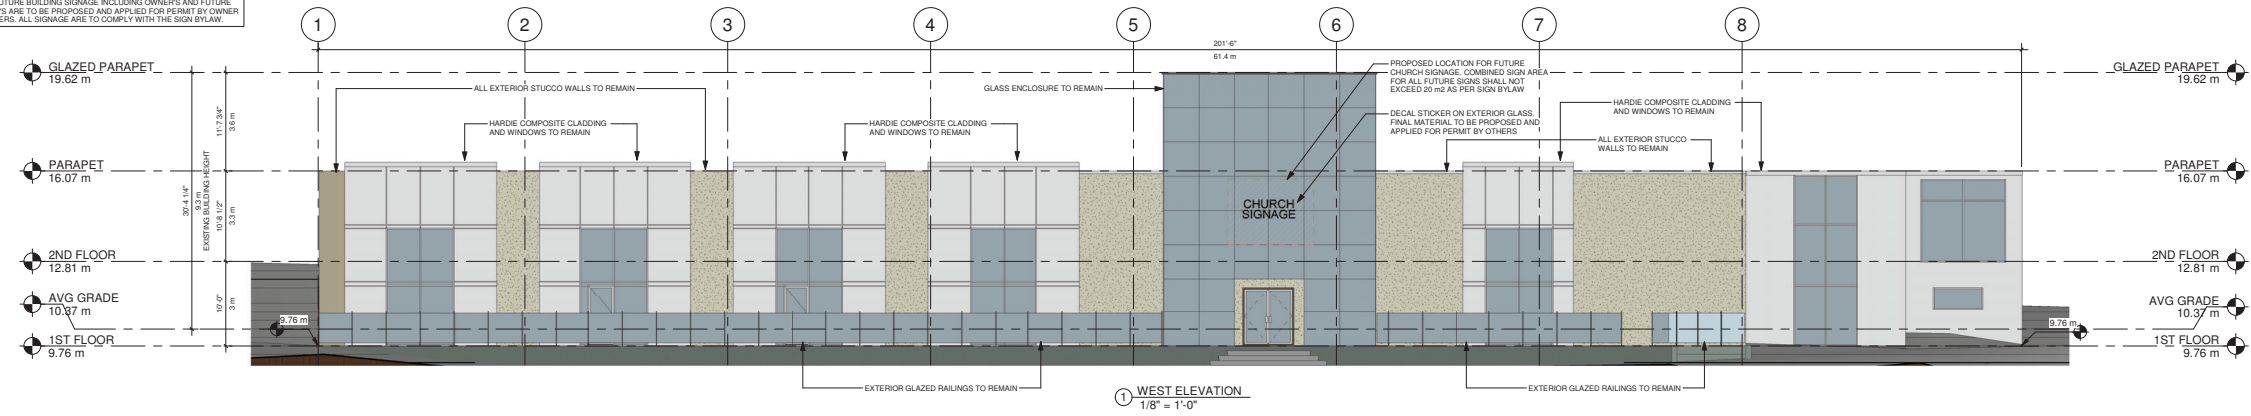 UTURE BUILDING SIGNAGE INCLUDING OWNER'S AND FUTURE
'S ARE TO BE PROPOSED AND APPLIED FOR PERMIT BY OWNER
ERS. ALL SIGNAGE ARE TO COMPLY WITH THE SIGN BYLAW.
1
2
3
4
5
6
7
8
201'-6"
61.4 m
GLAZED PARAPET
19.62 m
PARAPET
16.07 m
2ND FLOOR
12.81 m
AVG GRADE
10.37 m
1ST FLOOR
9.76 m
30'-4 1/4"
9.3 m
EXISTING BUILDING HEIGHT
11'-7 3/4"
3.6 m
10'-8 1/2"
3.3 m
10'-0"
3 m
9.76 m
ALL EXTERIOR STUCCO WALLS TO REMAIN
HARDIE COMPOSITE CLADDING
AND WINDOWS TO REMAIN
HARDIE COMPOSITE CLADDING
AND WINDOWS TO REMAIN
GLASS ENCLOSURE TO REMAIN
PROPOSED LOCATION FOR FUTURE
CHURCH SIGNAGE. COMBINED SIGN AREA
FOR ALL FUTURE SIGNS SHALL NOT
EXCEED 20 m2 AS PER SIGN BYLAW
DECAL STICKER ON EXTERIOR GLASS.
FINAL MATERIAL TO BE PROPOSED AND
APPLIED FOR PERMIT BY OTHERS
HARDIE COMPOSITE CLADDING
AND WINDOWS TO REMAIN
ALL EXTERIOR STUCCO
WALLS TO REMAIN
CHURCH
SIGNAGE
GLAZED PARAPET
19.62 m
PARAPET
16.07 m
2ND FLOOR
12.81 m
AVG GRADE
10.37 m
9.76 m
1ST FLOOR
9.76 m
EXTERIOR GLAZED RAILINGS TO REMAIN
EXTERIOR GLAZED RAILINGS TO REMAIN
1 WEST ELEVATION
1/8" = 1'-0"